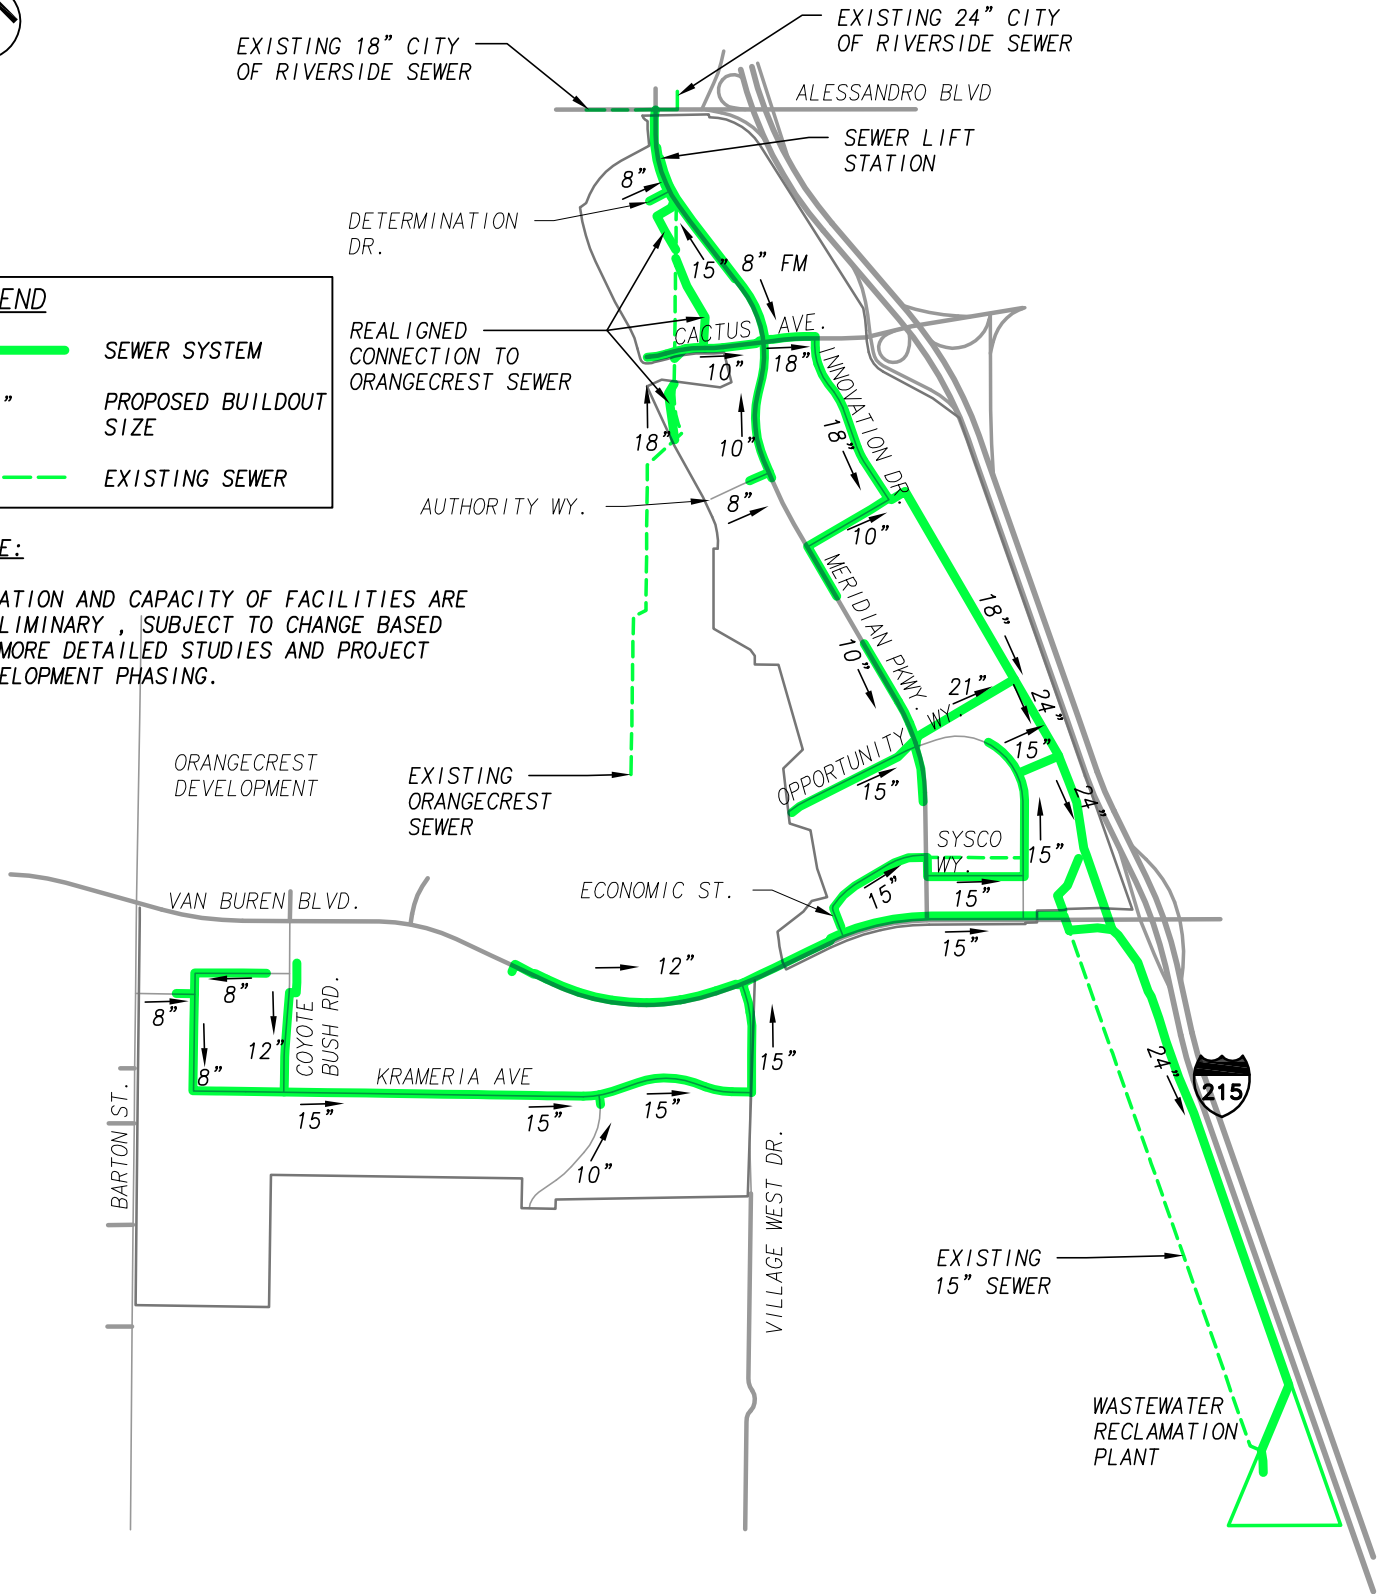 EXISTING 24” CITY
OF RIVERSIDE SEWER
EXISTING 18” CITY
OF RIVERSIDE SEWER
ALESSANDRO BLVD
SEWER LIFT
STATION
8”
DETERMINATION
DR.
15”
8” FM
END
SEWER SYSTEM
”
PROPOSED BUILDOUT
SIZE
EXISTING SEWER
REALIGNED
CONNECTION TO
ORANGECREST SEWER
CACTUS AVE.
10”
18”
INNOVATION DR.
18”
18”
10”
AUTHORITY WY.
8”
10”
E:
ATION AND CAPACITY OF FACILITIES ARE
LIMINARY , SUBJECT TO CHANGE BASED
MORE DETAILED STUDIES AND PROJECT
ELOPMENT PHASING.
MERIDIAN PKWY.
18”
10”
21”
24”
OPPORTUNITY WY.
15”
15”
24”
ORANGECREST
DEVELOPMENT
EXISTING
ORANGECREST
SEWER
SYSCO
WY.
15”
15”
15”
ECONOMIC ST.
VAN BUREN BLVD.
15”
12”
8”
8”
12”
8”
COYOTE
BUSH RD.
KRAMERIA AVE
15”
15”
15”
15”
10”
BARTON ST.
VILLAGE WEST DR.
24”
215
EXISTING
15” SEWER
WASTEWATER
RECLAMATION
PLANT